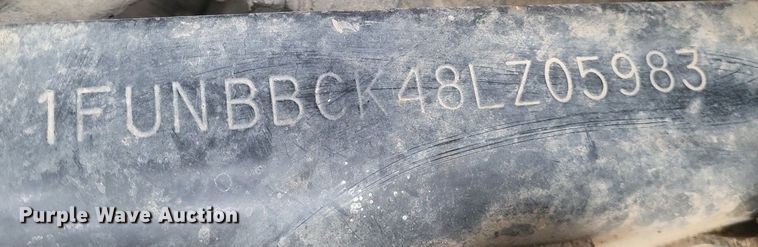 1FUNBBCK48LZ05983
Purple Wave Auction